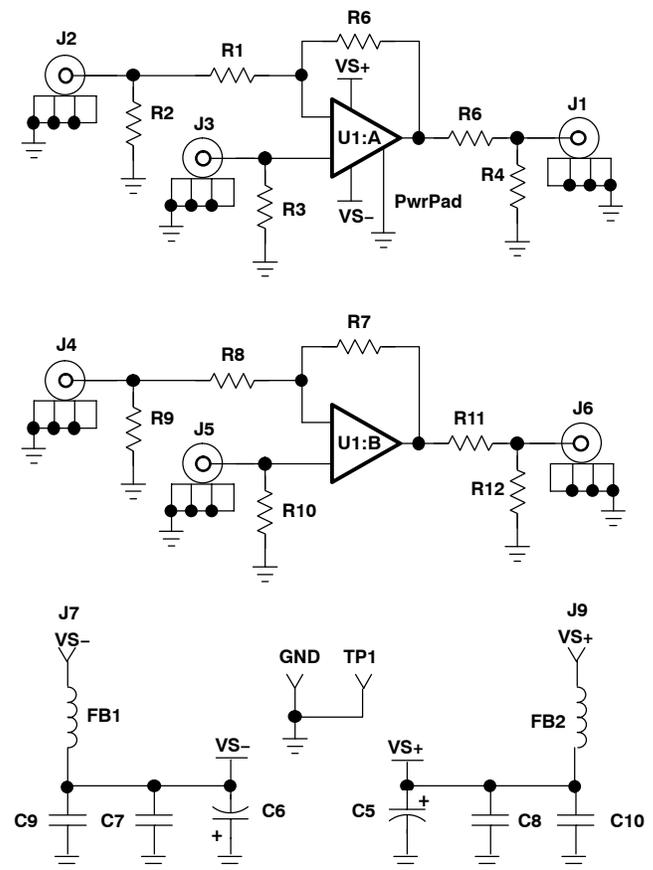 R6
J2
R1
VS+
R2
J3
R6
J1
U1:A
R4
R3
PwrPad
VS−
R7
J4
R8
R9
J5
R11
J6
U1:B
R12
R10
J7
J9
VS−
VS+
GND
TP1
FB1
FB2
VS−
VS+
C9
C7
C6
+
C5
+
C8
C10